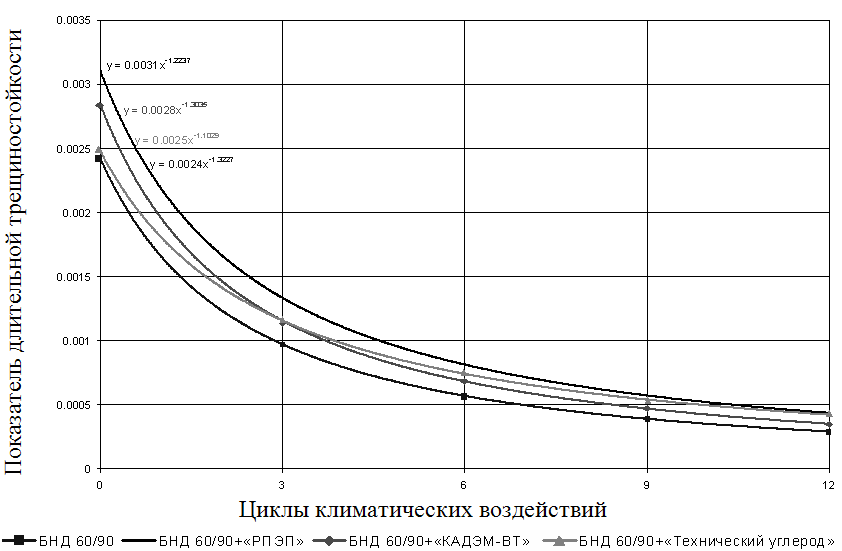 Показатель длительной трещиностойкости
0.0035
0.003
0.0025
0.002
0.0015
0.001
0.0005
0
y = 0.0031x-1.2237
y = 0.0028x-1.3035
y = 0.0025x-1.1029
y = 0.0024x-1.3227
0 3 6 9 12
Циклы климатических воздействий
БНД 60/90 БНД 60/90+«РПЭП» БНД 60/90+«КАДЭМ-ВТ» БНД 60/90+«Технический углерод»